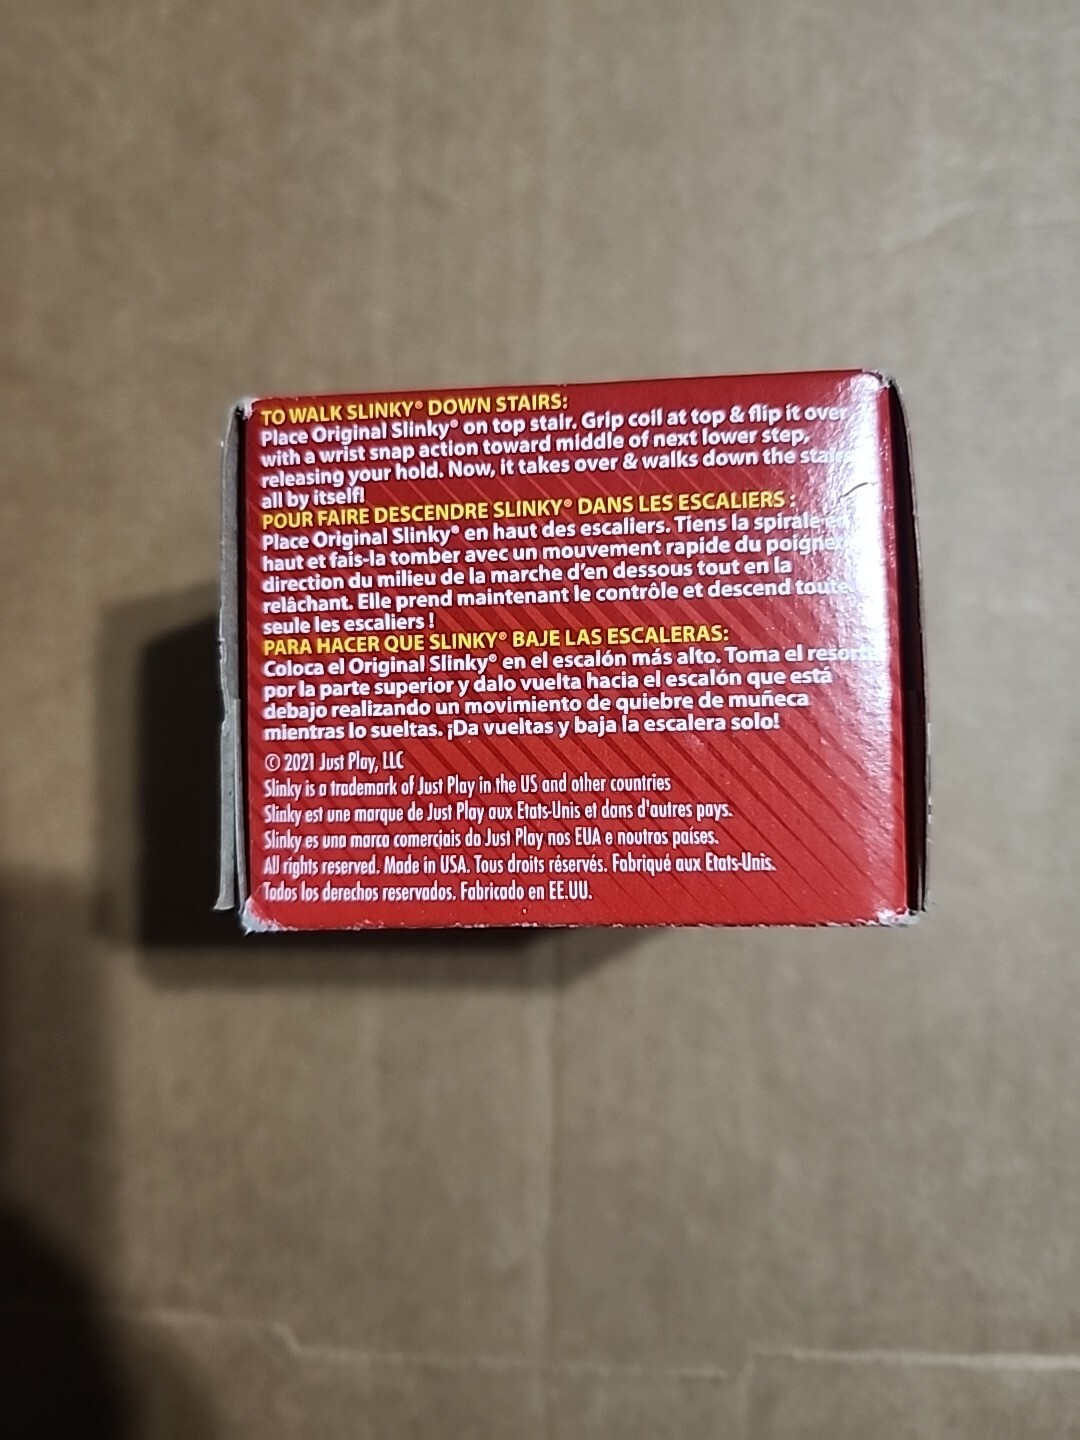 TO WALK SLINKY® DOWN STAIRS:
Place Original Slinky® on top stair. Grip coil at top & flip it over
with a wrist snap action toward middle of next lower step,
releasing your hold. Now, it takes over & walks down the stairs
all by itself!
POUR FAIRE DESCENDRE SLINKY® DANS LES ESCALIERS :
Place Original Slinky® en haut des escaliers. Tiens la spirale
haut et fais-la tomber avec un mouvement rapide du
direction du milieu de la marche d'en dessous tout en la
relâchant. Elle prend maintenant le contrôle et descend toute
seule les escaliers !
PARA HACER QUE SLINKY® BAJE LAS ESCALERAS:
Coloca el Original Slinky® en el escalón más alto. Toma el resorte
por la parte superior y dalo vuelta hacia el escalón que está
debajo realizando un movimiento de quiebre de muñeca
mientras lo sueltas. ¡Da vueltas y baja la escalera solo!
© 2021 Just Play, LLC
Slinky is a trademark of Just Play in the US and other countries
Slinky est une marque de Just Play aux Etats-Unis et dans d'autres pays.
Slinky es una marca comerciais da Just Play nos EUA e noutros países.
All rights reserved. Made in USA. Tous droits réservés. Fabriqué aux Etats-Unis.
Todos los derechos reservados. Fabricado en EE.UU.